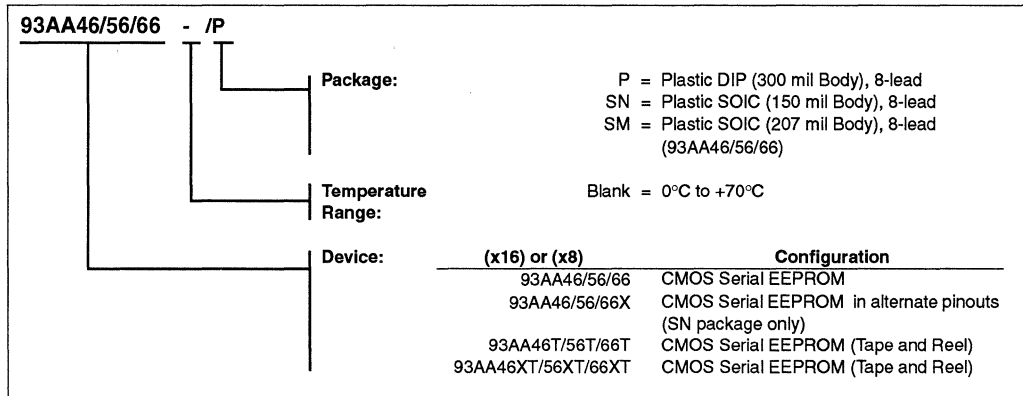 93AA46/56/66 - /P
Package: P = Plastic DIP (300 mil Body), 8-lead
SN = Plastic SOIC (150 mil Body), 8-lead
SM = Plastic SOIC (207 mil Body), 8-lead
(93AA46/56/66)
Temperature Blank = 0°C to +70°C
Range:
Device: (x16) or (x8) Configuration
93AA46/56/66 CMOS Serial EEPROM
93AA46/56/66X CMOS Serial EEPROM in alternate pinouts
(SN package only)
93AA46T/56T/66T CMOS Serial EEPROM (Tape and Reel)
93AA46XT/56XT/66XT CMOS Serial EEPROM (Tape and Reel)